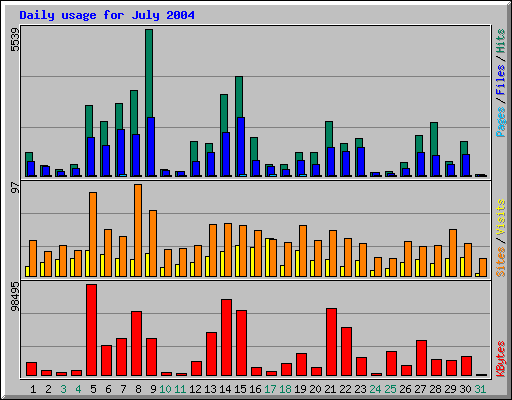 Daily usage for July 2004
5539
Pages / Files / Hits
97
Sites / Visits
98495
KBytes
1 2 3 4 5 6 7 8 9 10 11 12 13 14 15 16 17 18 19 20 21 22 23 24 25 26 27 28 29 30 31